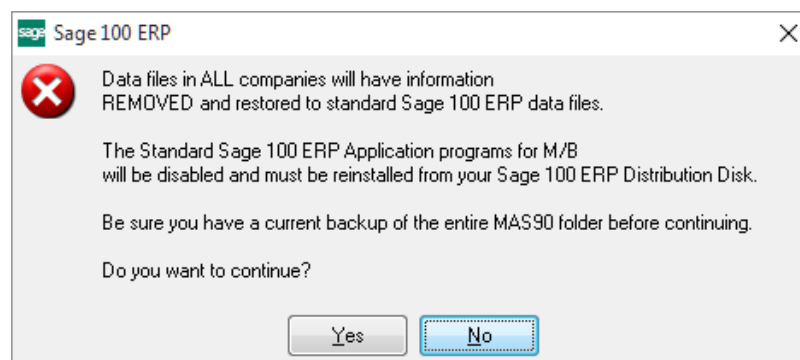 sage Sage 100 ERP
Data files in ALL companies will have information
REMOVED and restored to standard Sage 100 ERP data files.
The Standard Sage 100 ERP Application programs for M/B
will be disabled and must be reinstalled from your Sage 100 ERP Distribution Disk.
Be sure you have a current backup of the entire MAS90 folder before continuing.
Do you want to continue?
Yes No